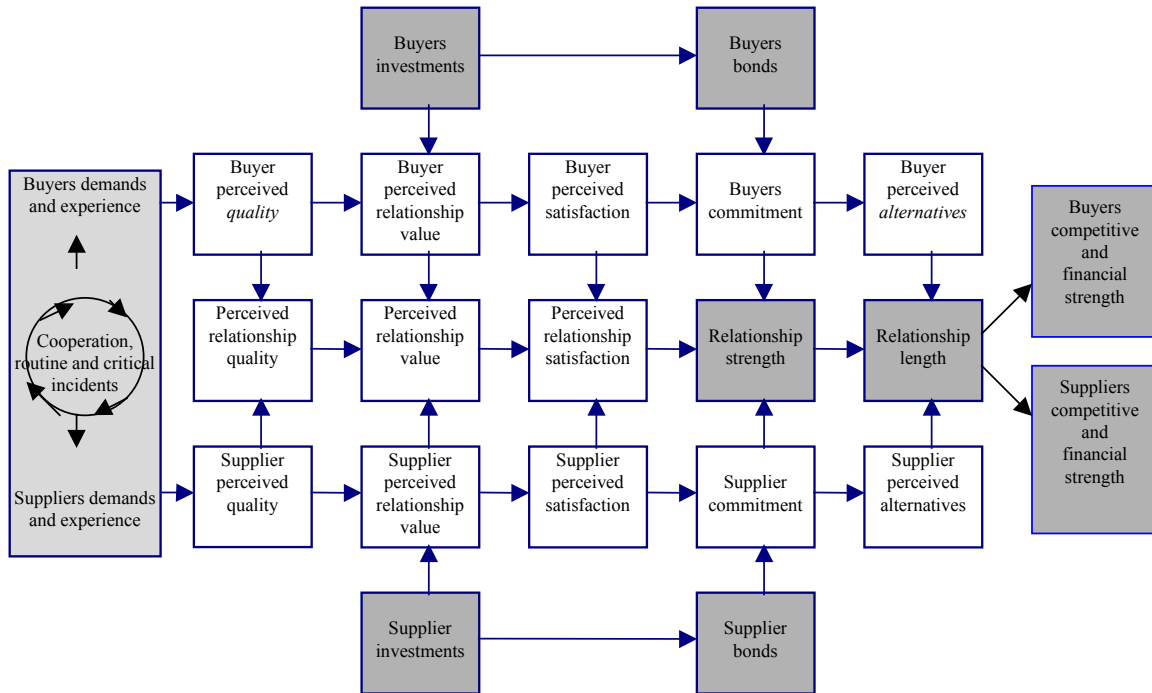 Buyers
investments
Buyers
bonds
Buyers demands
and experience
Cooperation,
routine and critical
incidents
Suppliers demands
and experience
Buyer
perceived
quality
Buyer
perceived
relationship
value
Buyer
perceived
satisfaction
Buyers
commitment
Buyer
perceived
alternatives
Perceived
relationship
quality
Perceived
relationship
value
Perceived
relationship
satisfaction
Relationship
strength
Relationship
length
Buyers
competitive
and
financial
strength
Suppliers
competitive
and
financial
strength
Supplier
perceived
quality
Supplier
perceived
relationship
value
Supplier
perceived
satisfaction
Supplier
commitment
Supplier
perceived
alternatives
Supplier
investments
Supplier
bonds